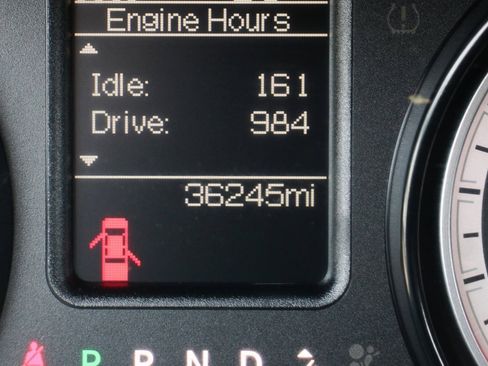 Engine Hours
Idle: 161
Drive: 984
36245mi
P R N D